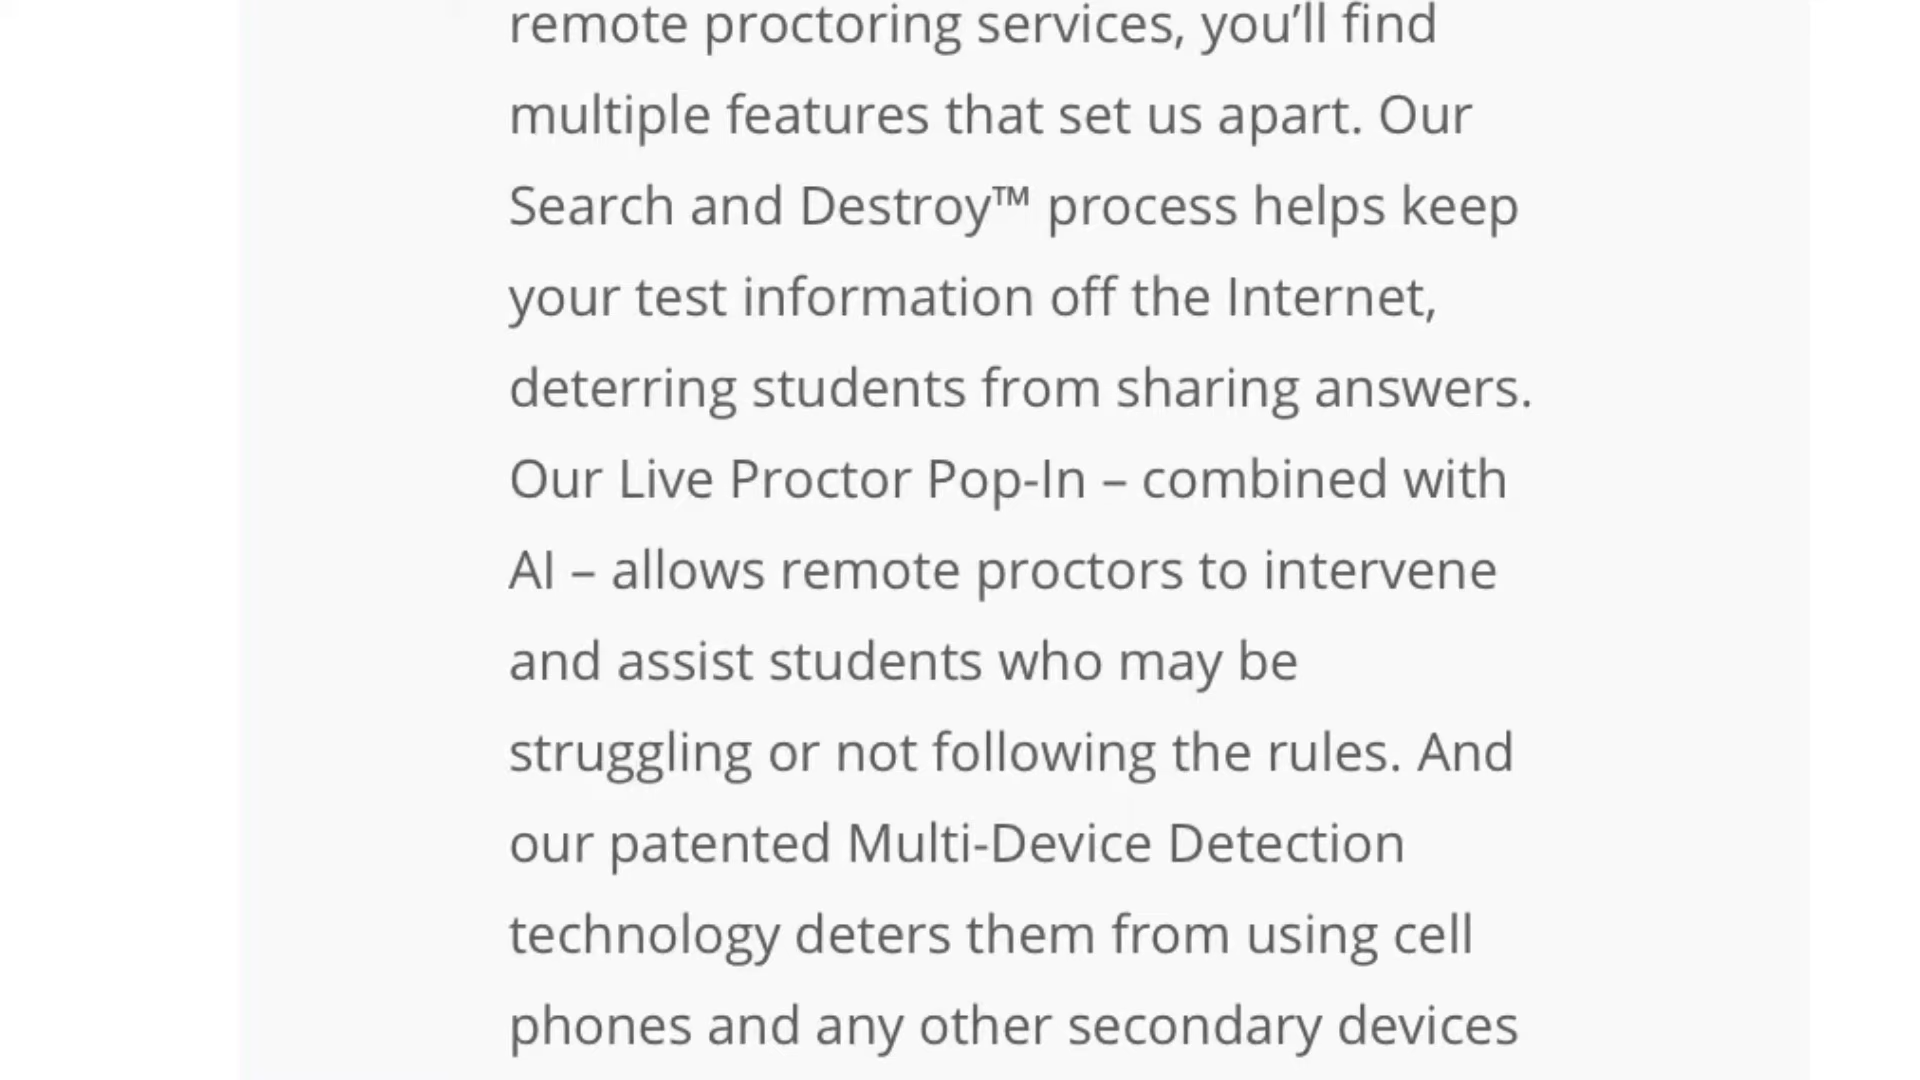 remote proctoring services, you’ll find
multiple features that set us apart. Our
Search and Destroy™ process helps keep
your test information off the Internet,
deterring students from sharing answers.
Our Live Proctor Pop-In – combined with
AI – allows remote proctors to intervene
and assist students who may be
struggling or not following the rules. And
our patented Multi-Device Detection
technology deters them from using cell
phones and any other secondary devices